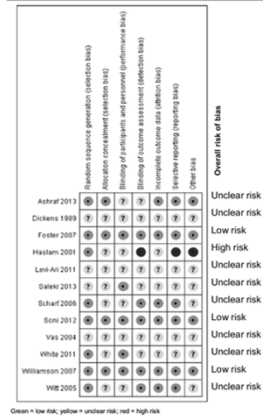 Random sequence generation (selection bias)
Allocation concealment (selection bias)
Blinding of participants and personnel (performance bias)
Blinding of outcome assessment (detection bias)
Incomplete outcome data (attrition bias)
Selective reporting (reporting bias)
Other bias
Overall risk of bias
Ashraf 2013 ? ? Unclear risk
Dickens 1989 ? ? ? ? ? ? ? Unclear risk
Foster 2007 Low risk
Haslam 2001 ? ? ? High risk
Levi-Ari 2011 ? ? ? ? ? ? ? Unclear risk
Saleki 2013 ? ? ? ? ? ? Unclear risk
Scharf 2006 ? ? ? Unclear risk
Soni 2012 Low risk
Vas 2004 ? ? ? ? ? ? ? Unclear risk
White 2011 ? ? ? ? ? Unclear risk
Williamson 2007 Low risk
Witt 2005 ? ? ? Unclear risk
Green = low risk; yellow = unclear risk; red = high risk